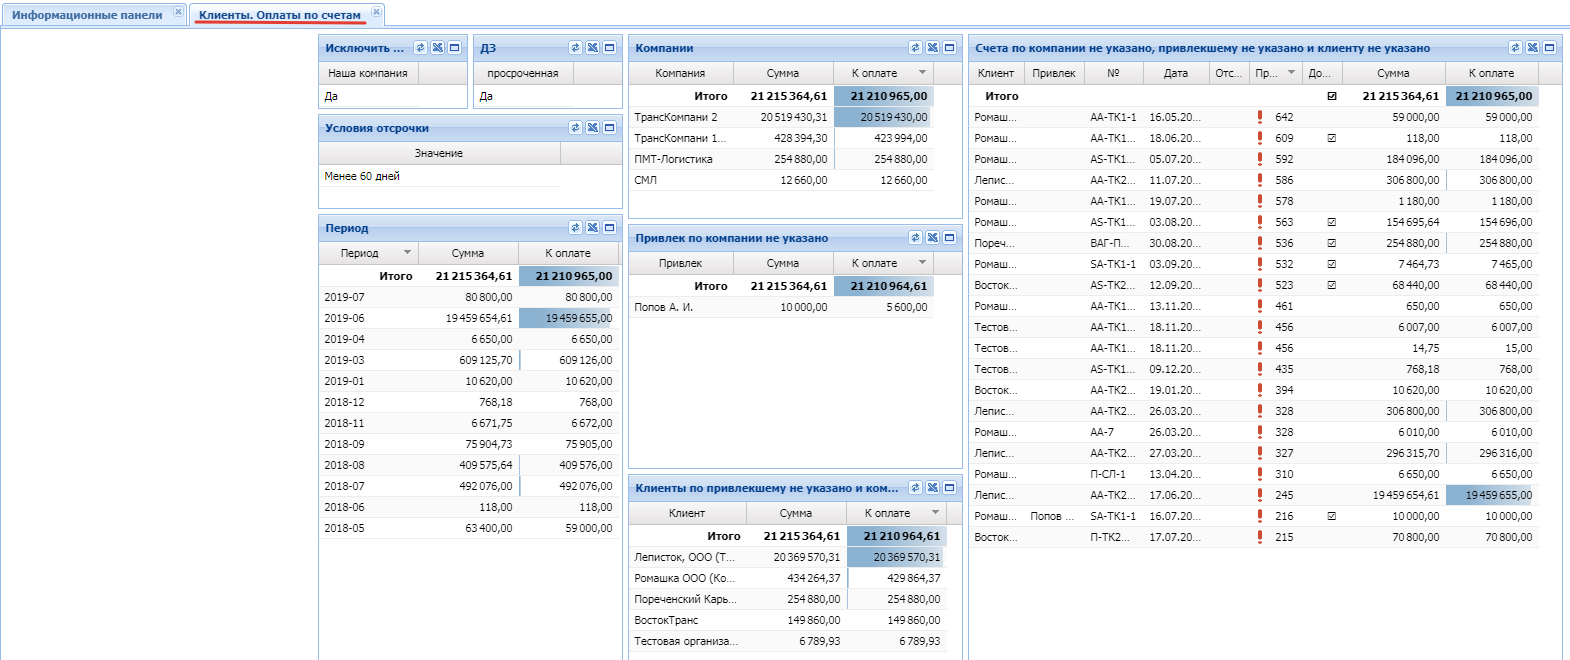 Информационные панели
Клиенты. Оплаты по счетам
Исключить ...
Наша компания
Да
ДЗ
просроченная
Да
Условия отсрочки
Значение
Менее 60 дней
Период
Период Сумма К оплате
Итого 21 215 364,61 21 210 965,00
2019-07 80 800,00 80 800,00
2019-06 19 459 654,61 19 459 655,00
2019-04 6 650,00 6 650,00
2019-03 609 125,70 609 126,00
2019-01 10 620,00 10 620,00
2018-12 768,18 768,00
2018-11 6 671,75 6 672,00
2018-09 75 904,73 75 905,00
2018-08 409 575,64 409 576,00
2018-07 492 076,00 492 076,00
2018-06 118,00 118,00
2018-05 63 400,00 59 000,00
Компании
Компания Сумма К оплате
Итого 21 215 364,61 21 210 965,00
ТрансКомпани 2 20 519 430,31 20 519 430,00
ТрансКомпани 1... 428 394,30 423 994,00
ПМТ-Логистика 254 880,00 254 880,00
СМЛ 12 660,00 12 660,00
Привлек по компании не указано
Привлек Сумма К оплате
Итого 21 215 364,61 21 210 964,61
Попов А. И. 10 000,00 5 600,00
Клиенты по привлекшему не указано и ком...
Клиент Сумма К оплате
Итого 21 215 364,61 21 210 964,61
Леписток, ООО (Т... 20 369 570,31 20 369 570,31
Ромашка ООО (Ко... 434 264,37 429 864,37
Пореченский Карь... 254 880,00 254 880,00
ВостокТранс 149 860,00 149 860,00
Тестовая организа... 6 789,93 6 789,93
Счета по компании не указано, привлекшему не указано и клиенту не указано
Клиент Привлек № Дата Отс... Пр... До... Сумма К оплате
Итого 21 215 364,61 21 210 965,00
Ромаш... АА-ТК1-1 16.05.20... 642 59 000,00 59 000,00
Ромаш... АА-ТК1... 18.06.20... 609 118,00 118,00
Ромаш... AS-ТК1... 05.07.20... 592 184 096,00 184 096,00
Лепис... АА-ТК2... 11.07.20... 586 306 800,00 306 800,00
Ромаш... АА-ТК1... 19.07.20... 578 1 180,00 1 180,00
Ромаш... AS-ТК1... 03.08.20... 563 154 695,64 154 696,00
Пореч... ВАГ-П... 30.08.20... 536 254 880,00 254 880,00
Ромаш... SA-ТК1-1 03.09.20... 532 7 464,73 7 465,00
Восток... AS-ТК2... 12.09.20... 523 68 440,00 68 440,00
Ромаш... АА-ТК1... 13.11.20... 461 650,00 650,00
Тестов... АА-ТК1... 18.11.20... 456 6 007,00 6 007,00
Тестов... АА-ТК1... 18.11.20... 456 14,75 15,00
Тестов... AS-ТК1... 09.12.20... 435 768,18 768,00
Восток... АА-ТК2... 19.01.20... 394 10 620,00 10 620,00
Лепис... АА-ТК2... 26.03.20... 328 306 800,00 306 800,00
Ромаш... АА-7 26.03.20... 328 6 010,00 6 010,00
Лепис... АА-ТК2... 27.03.20... 327 296 315,70 296 316,00
Ромаш... П-СЛ-1 13.04.20... 310 6 650,00 6 650,00
Лепис... АА-ТК2... 17.06.20... 245 19 459 654,61 19 459 655,00
Ромаш... Попов ... SA-ТК1-1 16.07.20... 216 10 000,00 10 000,00
Восток... П-ТК2... 17.07.20... 215 70 800,00 70 800,00